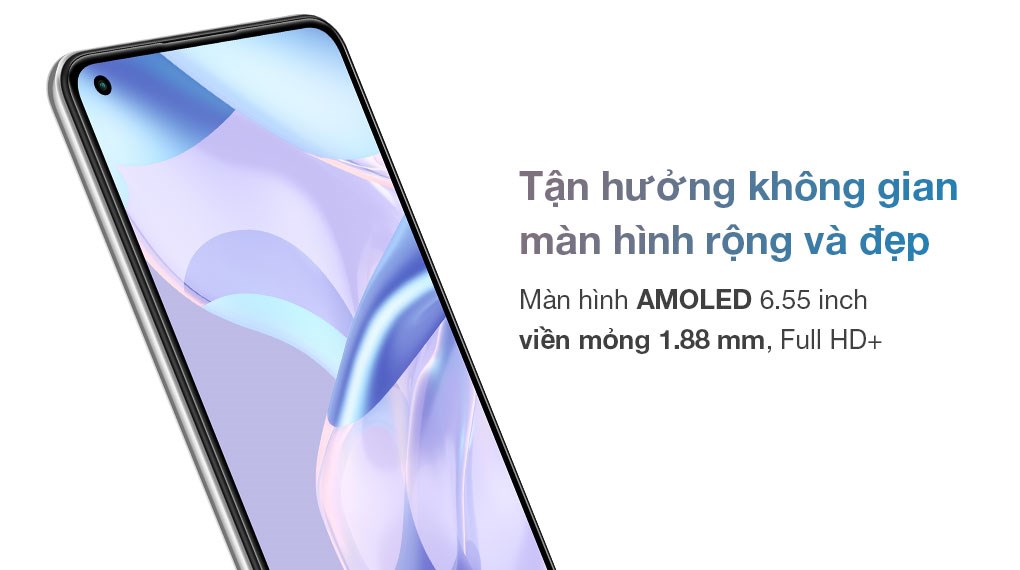 Tận hưởng không gian
màn hình rộng và đẹp
Màn hình AMOLED 6.55 inch
viền mỏng 1.88 mm, Full HD+